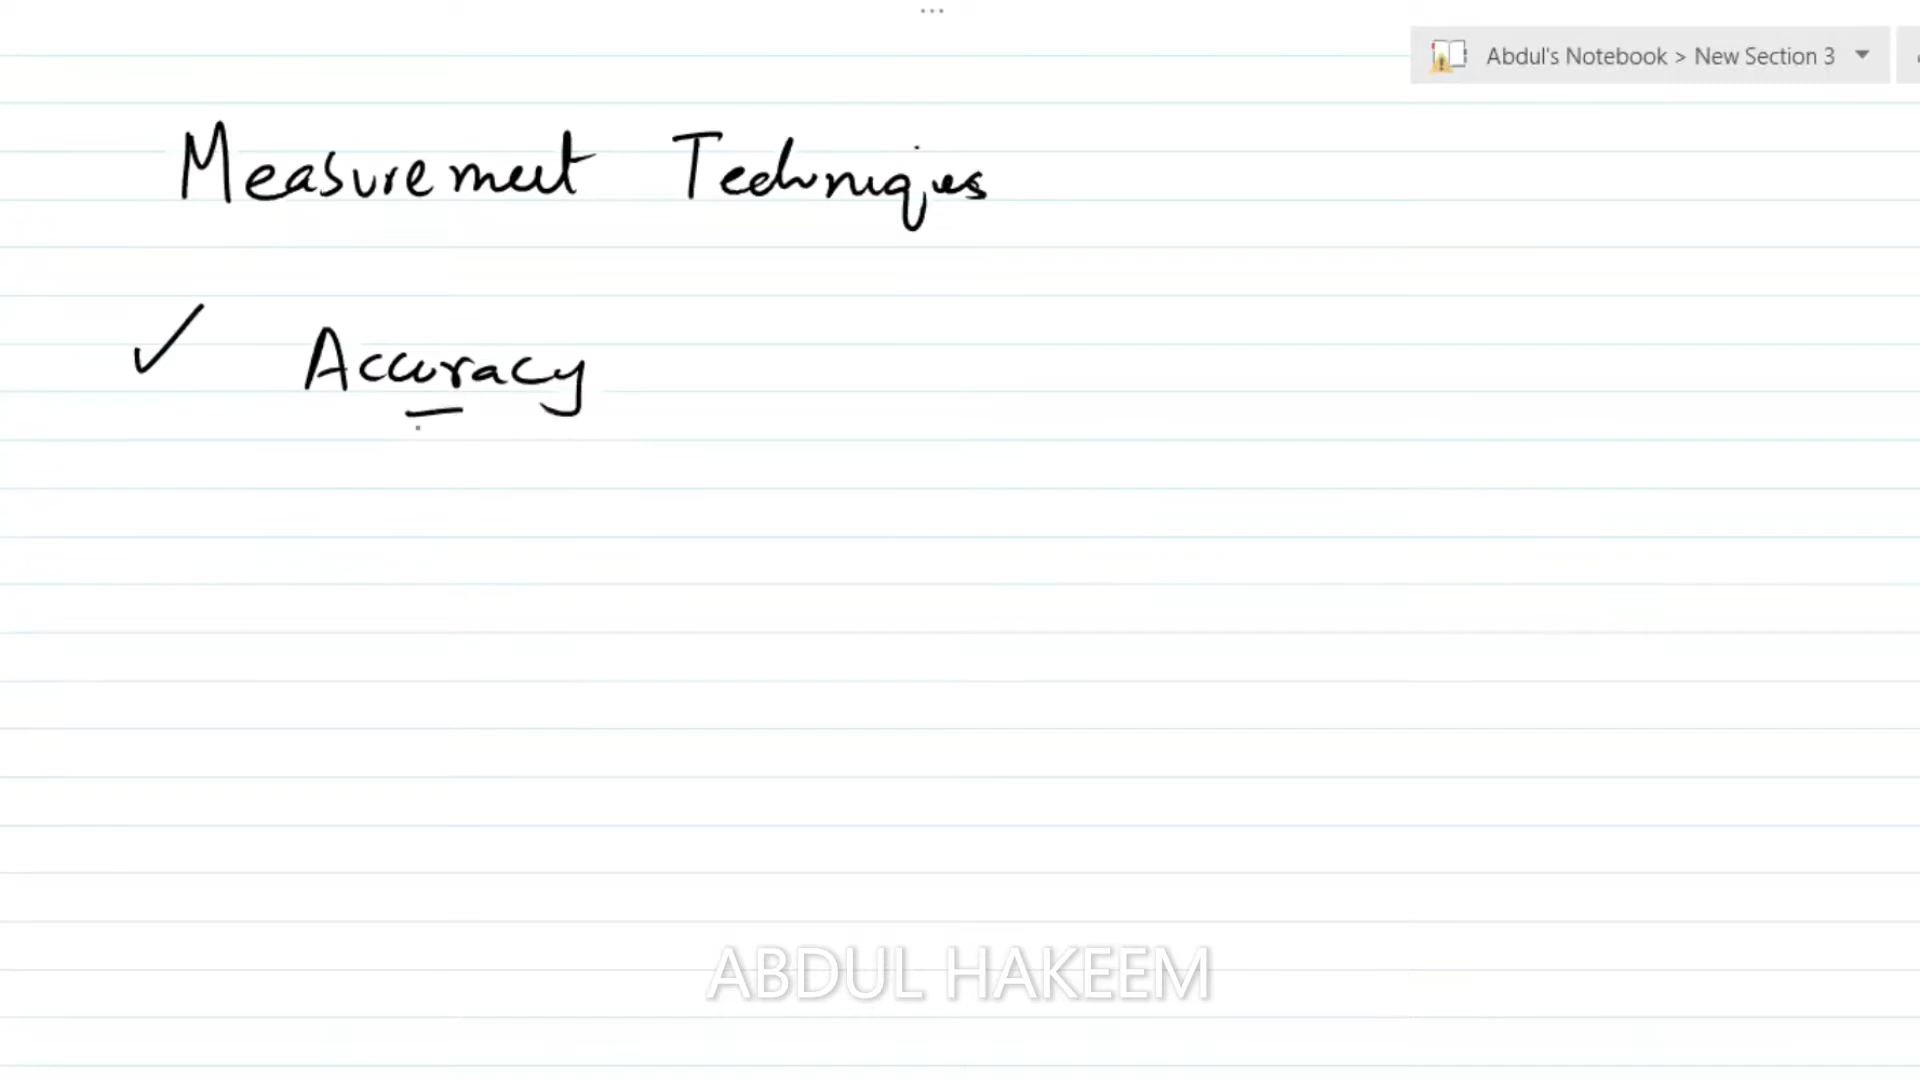 ...
Abdul's Notebook > New Section 3
Measurement Techniques
✓ Accuracy
ABDUL HAKEEM